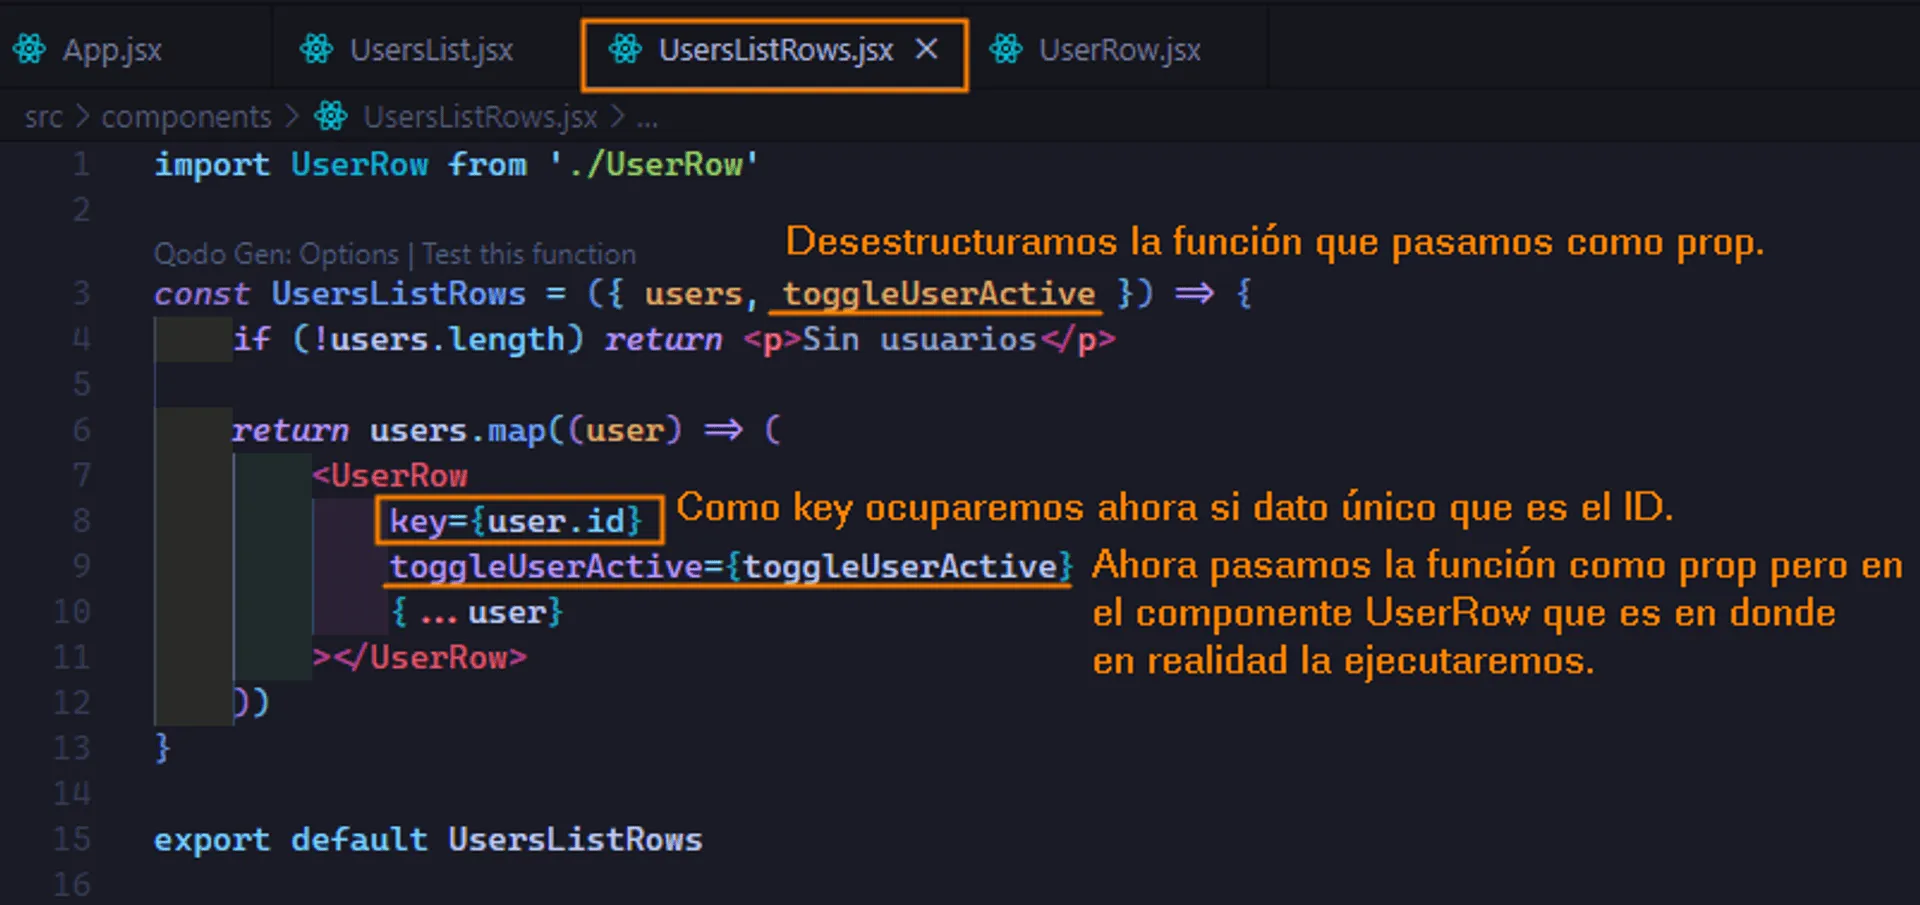 App.jsx UsersList.jsx UsersListRows.jsx × UserRow.jsx
src > components > UsersListRows.jsx > ...
1 import UserRow from './UserRow'
2
Qodo Gen: Options | Test this function
Desestructuramos la función que pasamos como prop.
3 const UsersListRows = ({ users, toggleUserActive }) => {
4 if (!users.length) return <p>Sin usuarios</p>
5
6 return users.map((user) => (
7 <UserRow
8 key={user.id}
Como key ocuparemos ahora si dato único que es el ID.
9 toggleUserActive={toggleUserActive}
Ahora pasamos la función como prop pero en
el componente UserRow que es en donde
en realidad la ejecutaremos.
10 {...user}
11 ></UserRow>
12 ))
13 }
14
15 export default UsersListRows
16